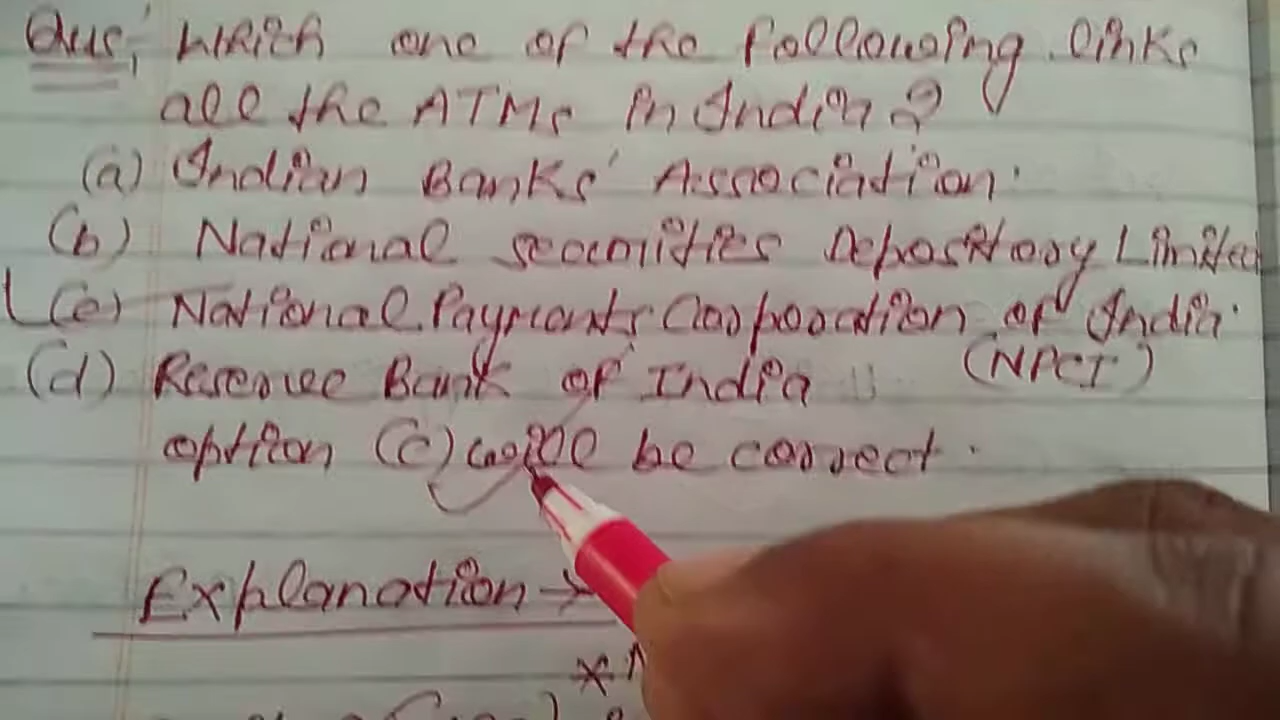 Ques; Which one of the following links
all the ATMs in India?
(a) Indian Banks' Association.
(b) National Securities Depository Limited
(c) National Payments Corporation of India.
(d) Reserve Bank of India (NPCI)
option (c) will be correct.
Explanation →